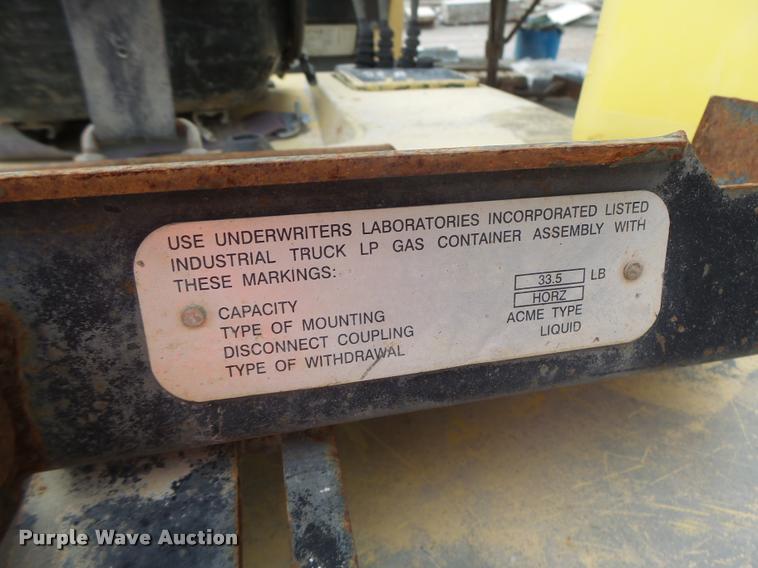 USE UNDERWRITERS LABORATORIES INCORPORATED LISTED
INDUSTRIAL TRUCK LP GAS CONTAINER ASSEMBLY WITH
THESE MARKINGS:
CAPACITY 33.5 LB
TYPE OF MOUNTING HORZ
DISCONNECT COUPLING ACME TYPE
TYPE OF WITHDRAWAL LIQUID
Purple Wave Auction